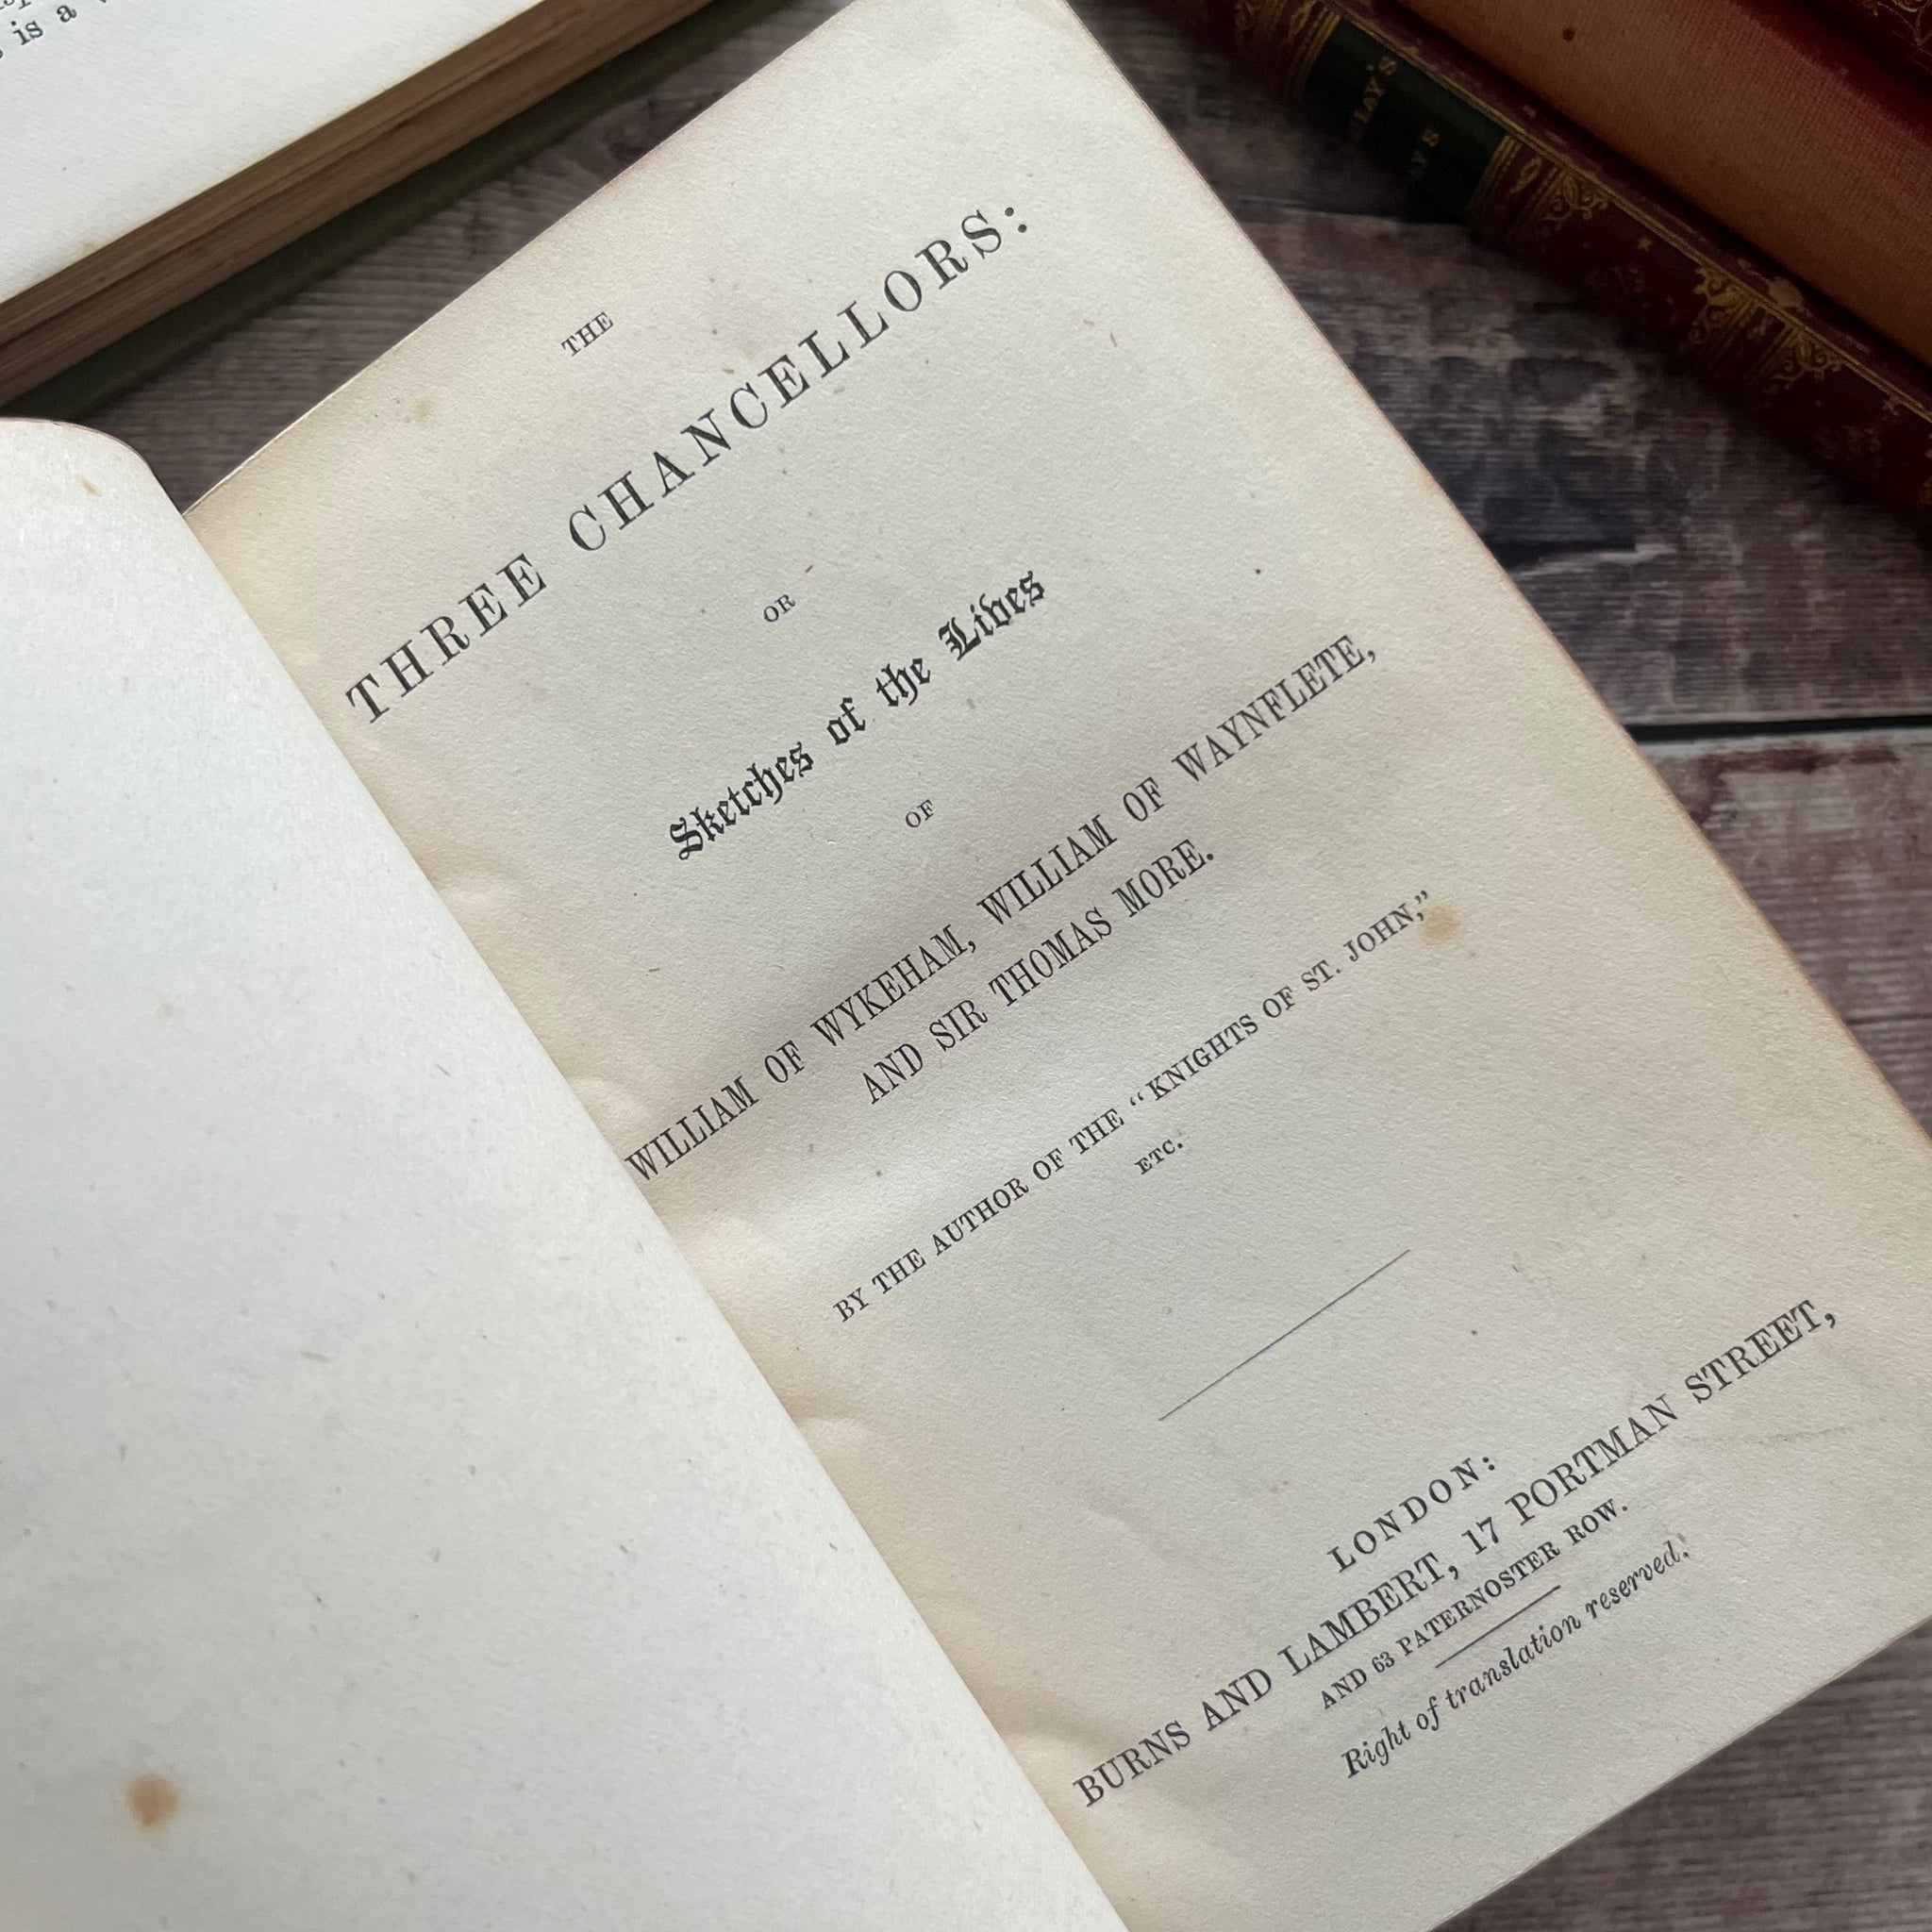 is a
THE
THREE CHANCELLORS:
OR
Sketches of the Lives
OF
WILLIAM OF WYKEHAM, WILLIAM OF WAYNFLETE,
AND SIR THOMAS MORE.
BY THE AUTHOR OF THE “KNIGHTS OF ST. JOHN,”
ETC.
LONDON:
BURNS AND LAMBERT, 17 PORTMAN STREET,
AND 63 PATERNOSTER ROW.
Right of translation reserved.